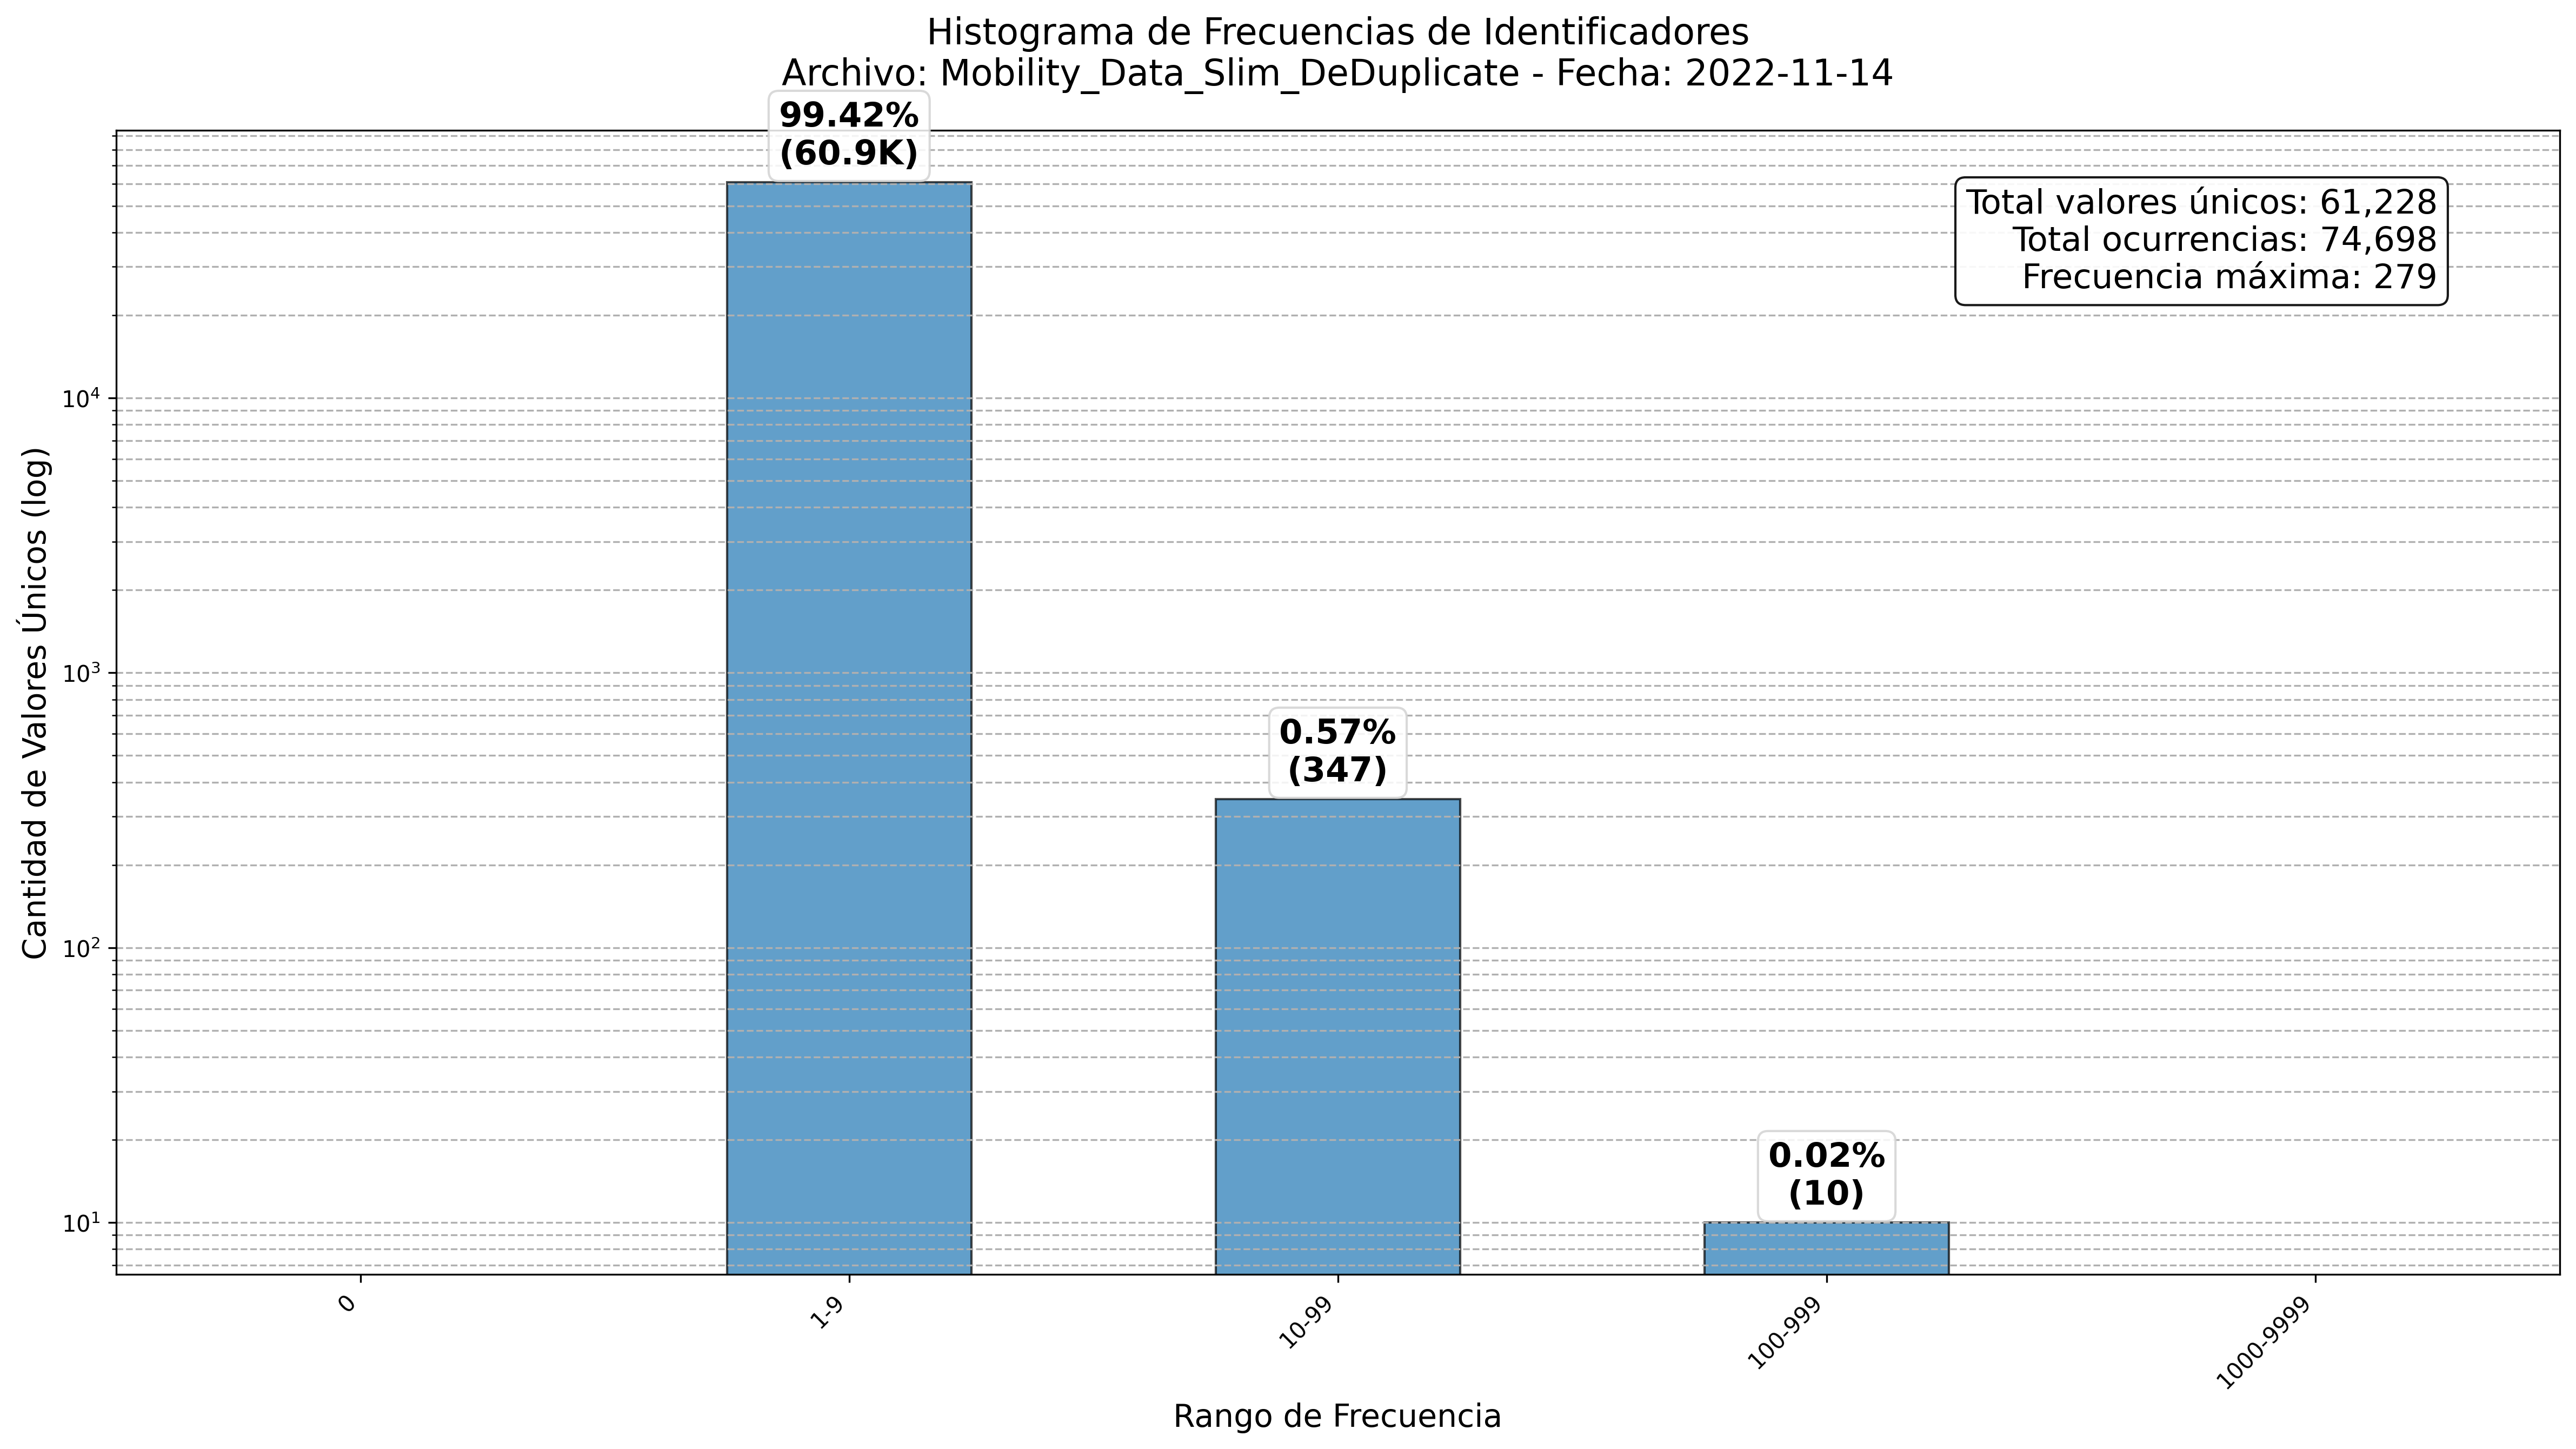 Histograma de Frecuencias de Identificadores
Archivo: Mobility_Data_Slim_DeDuplicate - Fecha: 2022-11-14
99.42%
(60.9K)
Total valores únicos: 61,228
Total ocurrencias: 74,698
Frecuencia máxima: 279
Cantidad de Valores Únicos (log)
10⁴
10³
10²
10¹
0.57%
(347)
0.02%
(10)
0
1-9
10-99
100-999
1000-9999
Rango de Frecuencia